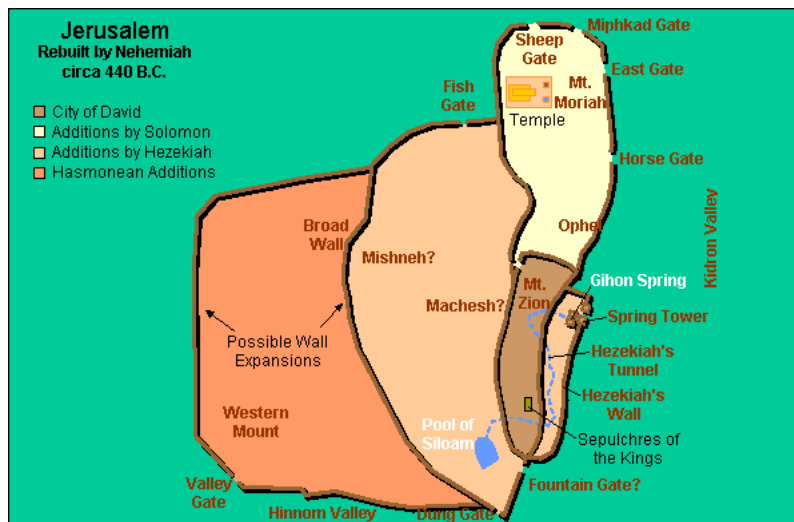 Jerusalem
Rebuilt by Nehemiah
circa 440 B.C.
City of David
Additions by Solomon
Additions by Hezekiah
Hasmonean Additions
Miphkad Gate
Sheep
Gate
East Gate
Mt.
Moriah
Fish
Gate
Temple
Horse Gate
Kidron Valley
Broad
Wall
Ophel
Mishneh?
Gihon Spring
Mt.
Zion
Machesh?
Spring Tower
Possible Wall
Expansions
Hezekiah's
Tunnel
Hezekiah's
Wall
Western
Mount
Pool of
Siloam
Sepulchres of
the Kings
Valley
Gate
Fountain Gate?
Hinnom Valley
Dung Gate